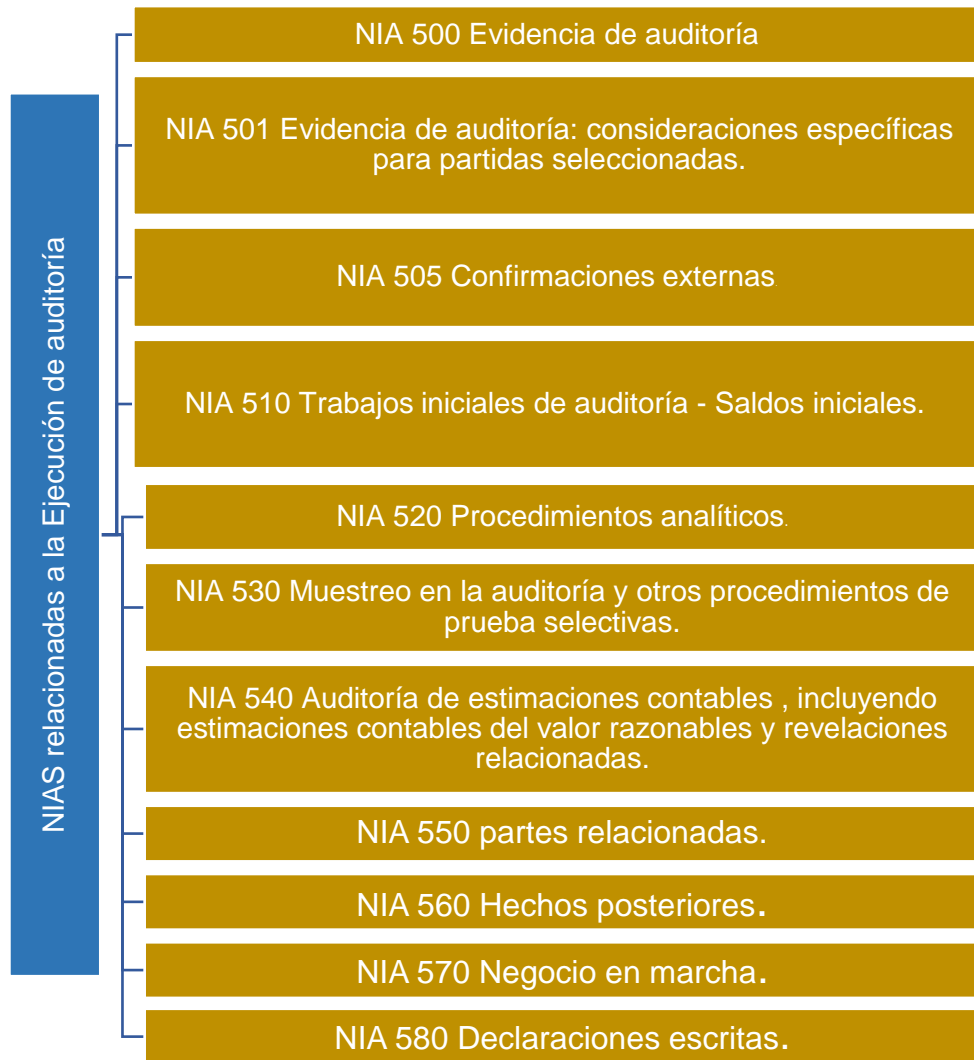 NIAS relacionadas a la Ejecución de auditoría
NIA 500 Evidencia de auditoría
NIA 501 Evidencia de auditoría: consideraciones específicas
para partidas seleccionadas.
NIA 505 Confirmaciones externas.
NIA 510 Trabajos iniciales de auditoría - Saldos iniciales.
NIA 520 Procedimientos analíticos.
NIA 530 Muestreo en la auditoría y otros procedimientos de
prueba selectivas.
NIA 540 Auditoría de estimaciones contables , incluyendo
estimaciones contables del valor razonables y revelaciones
relacionadas.
NIA 550 partes relacionadas.
NIA 560 Hechos posteriores.
NIA 570 Negocio en marcha.
NIA 580 Declaraciones escritas.